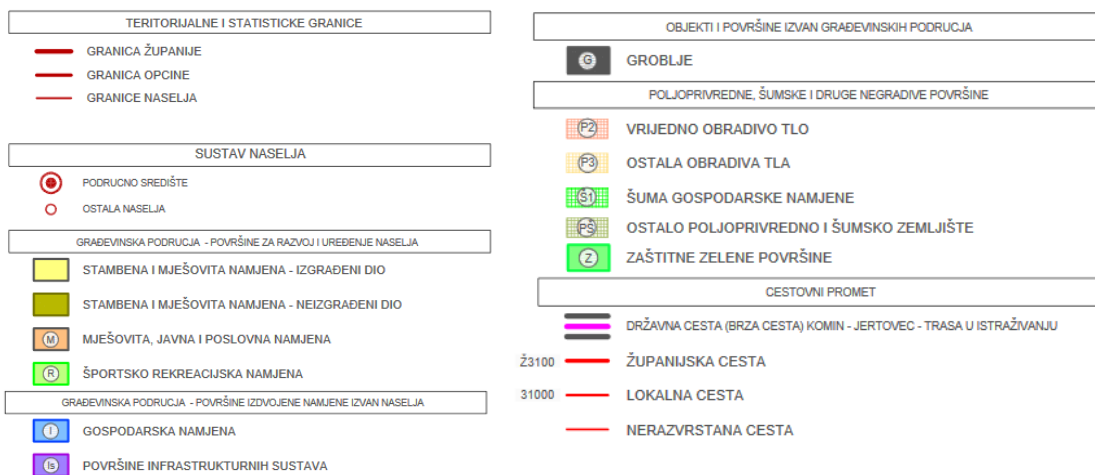 TERITORIJALNE I STATISTICKE GRANICE
GRANICA ŽUPANIJE
GRANICA OPCINE
GRANICE NASELJA
SUSTAV NASELJA
PODRUCNO SREDIŠTE
OSTALA NASELJA
GRAĐEVINSKA PODRUCJA - POVRŠINE ZA RAZVOJ I UREĐENJE NASELJA
STAMBENA I MJEŠOVITA NAMJENA - IZGRAĐENI DIO
STAMBENA I MJEŠOVITA NAMJENA - NEIZGRAĐENI DIO
M MJEŠOVITA, JAVNA I POSLOVNA NAMJENA
R ŠPORTSKO REKREACIJSKA NAMJENA
GRAĐEVINSKA PODRUCJA - POVRŠINE IZDVOJENE NAMJENE IZVAN NASELJA
I GOSPODARSKA NAMJENA
Is POVRŠINE INFRASTRUKTURNIH SUSTAVA
OBJEKTI I POVRŠINE IZVAN GRAĐEVINSKIH PODRUCJA
G GROBLJE
POLJOPRIVREDNE, ŠUMSKE I DRUGE NEGRADIVE POVRŠINE
P2 VRIJEDNO OBRADIVO TLO
P3 OSTALA OBRADIVA TLA
Š1 ŠUMA GOSPODARSKE NAMJENE
PŠ OSTALO POLJOPRIVREDNO I ŠUMSKO ZEMLJIŠTE
Z ZAŠTITNE ZELENE POVRŠINE
CESTOVNI PROMET
DRŽAVNA CESTA (BRZA CESTA) KOMIN - JERTOVEC - TRASA U ISTRAŽIVANJU
Ž3100 ŽUPANIJSKA CESTA
31000 LOKALNA CESTA
NERAZVRSTANA CESTA